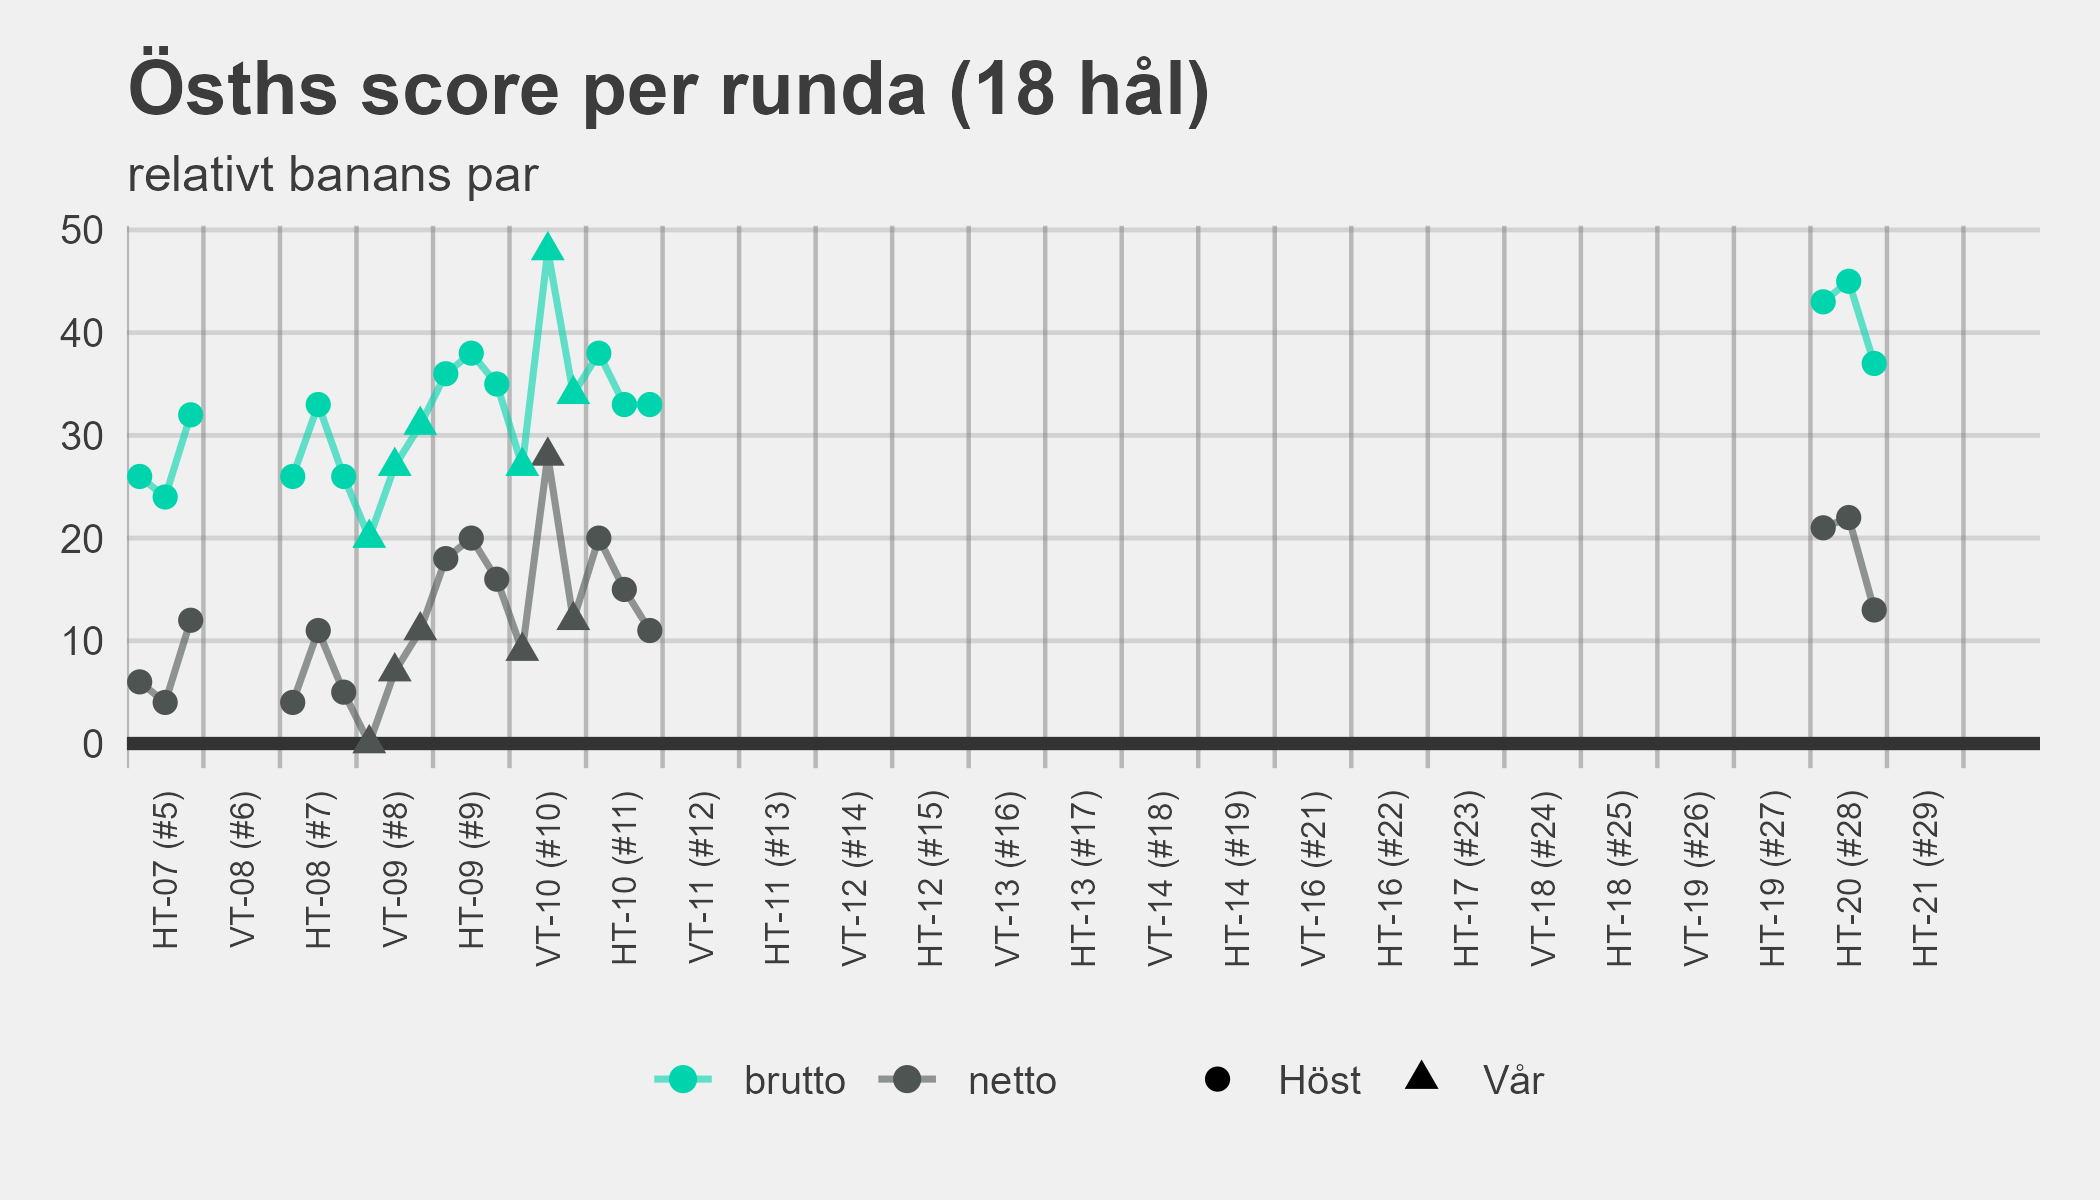 Ösths score per runda (18 hål)
relativt banans par
50
40
30
20
10
0
HT-07 (#5)
VT-08 (#6)
HT-08 (#7)
VT-09 (#8)
HT-09 (#9)
VT-10 (#10)
HT-10 (#11)
VT-11 (#12)
HT-11 (#13)
VT-12 (#14)
HT-12 (#15)
VT-13 (#16)
HT-13 (#17)
VT-14 (#18)
HT-14 (#19)
VT-16 (#21)
HT-16 (#22)
HT-17 (#23)
VT-18 (#24)
HT-18 (#25)
VT-19 (#26)
HT-19 (#27)
HT-20 (#28)
HT-21 (#29)
brutto netto Höst Vår